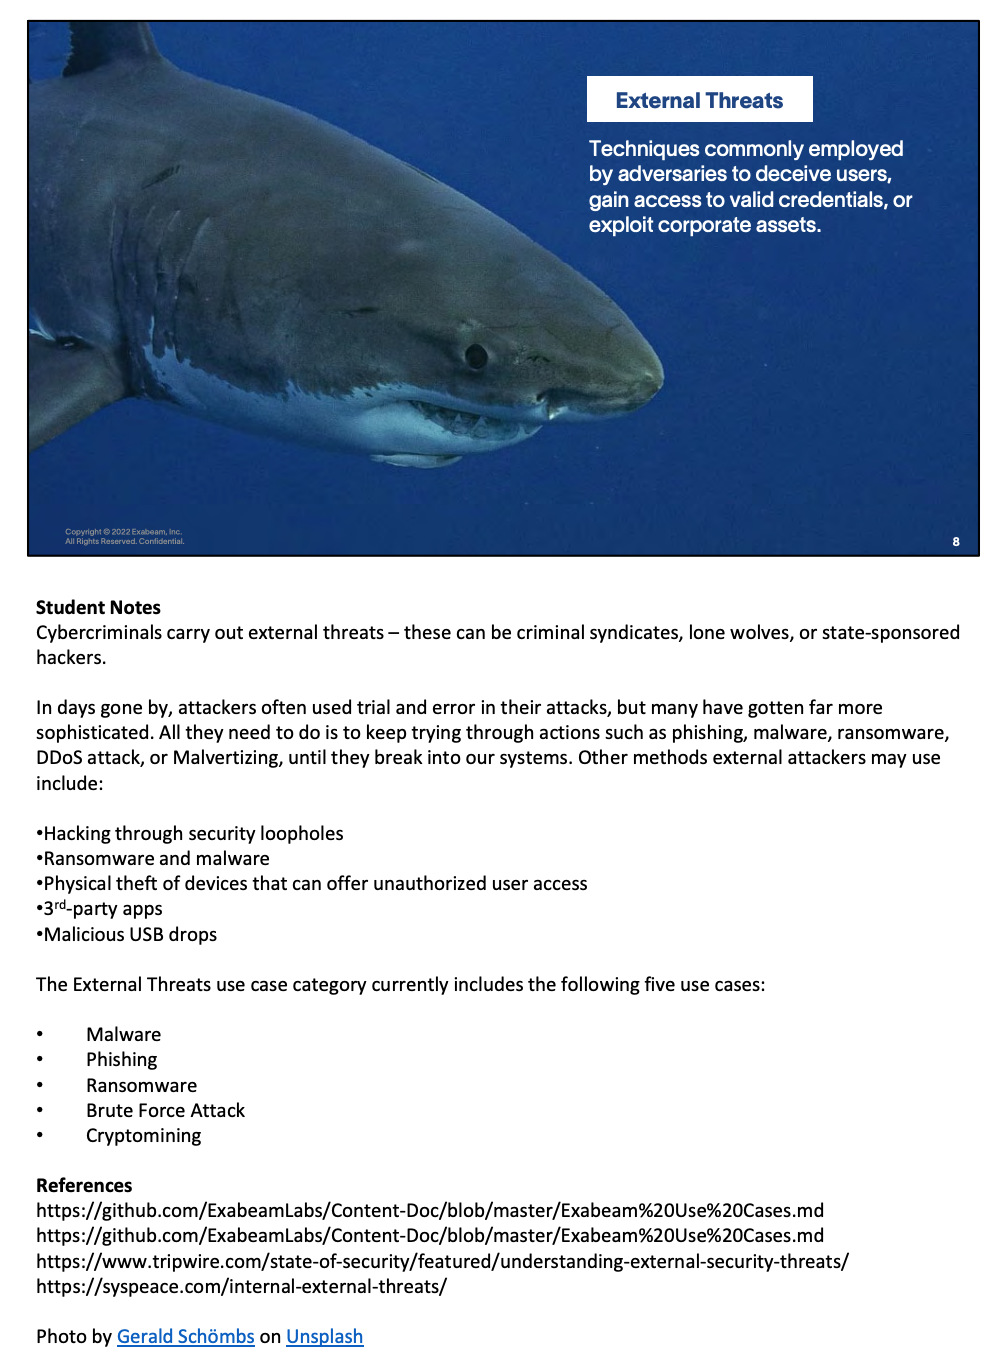 External Threats
Techniques commonly employed
by adversaries to deceive users,
gain access to valid credentials, or
exploit corporate assets.
Copyright © 2022 Exabeam, Inc.
All Rights Reserved. Confidential.
8
Student Notes
Cybercriminals carry out external threats – these can be criminal syndicates, lone wolves, or state-sponsored
hackers.
In days gone by, attackers often used trial and error in their attacks, but many have gotten far more
sophisticated. All they need to do is to keep trying through actions such as phishing, malware, ransomware,
DDoS attack, or Malvertizing, until they break into our systems. Other methods external attackers may use
include:
•Hacking through security loopholes
•Ransomware and malware
•Physical theft of devices that can offer unauthorized user access
•3rd-party apps
•Malicious USB drops
The External Threats use case category currently includes the following five use cases:
• Malware
• Phishing
• Ransomware
• Brute Force Attack
• Cryptomining
References
https://github.com/ExabeamLabs/Content-Doc/blob/master/Exabeam%20Use%20Cases.md
https://github.com/ExabeamLabs/Content-Doc/blob/master/Exabeam%20Use%20Cases.md
https://www.tripwire.com/state-of-security/featured/understanding-external-security-threats/
https://syspeace.com/internal-external-threats/
Photo by Gerald Schömbs on Unsplash